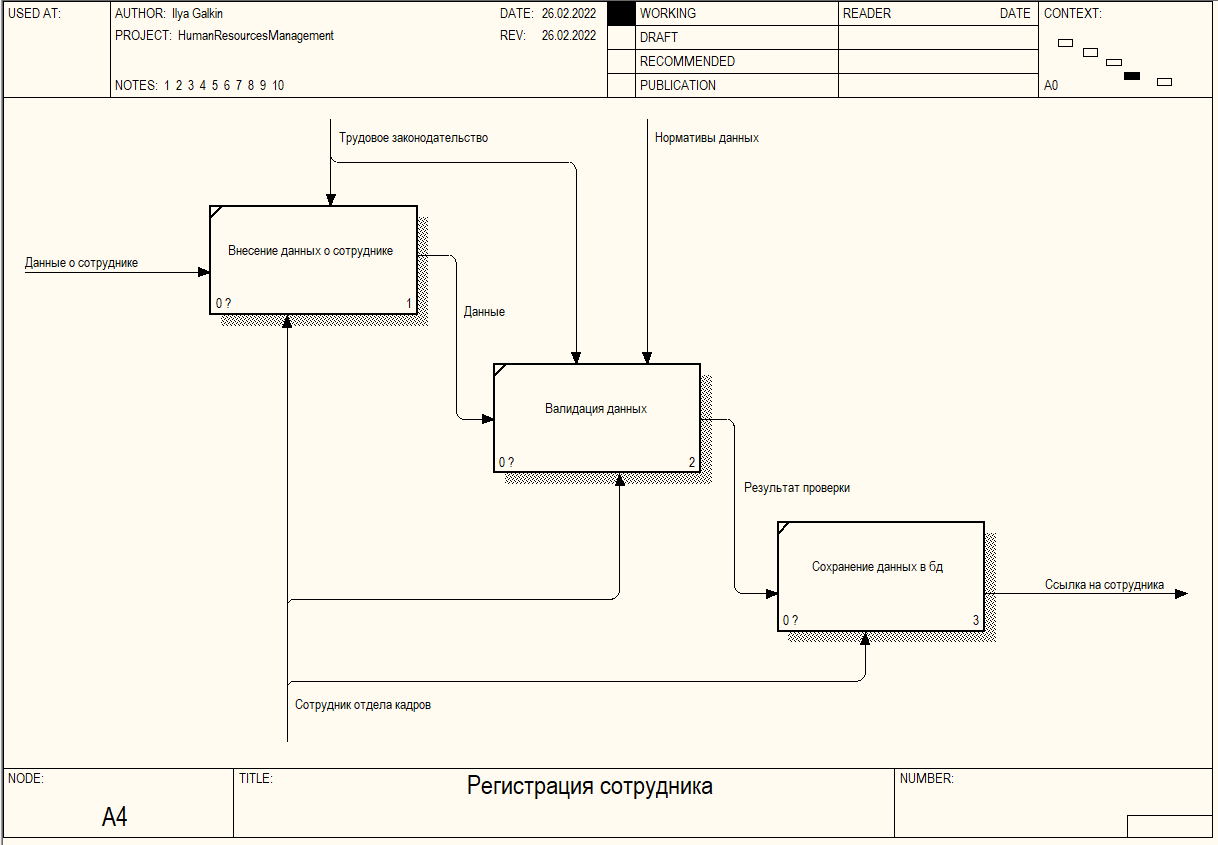 USED AT:
AUTHOR: Ilya Galkin
DATE: 26.02.2022
PROJECT: HumanResourcesManagement
REV: 26.02.2022
NOTES: 1 2 3 4 5 6 7 8 9 10
WORKING
DRAFT
RECOMMENDED
PUBLICATION
READER DATE
CONTEXT:
A0
Трудовое законодательство
Нормативы данных
Данные о сотруднике
Внесение данных о сотруднике
0 ? 1
Данные
Валидация данных
0 ? 2
Результат проверки
Сохранение данных в бд
0 ? 3
Ссылка на сотрудника
Сотрудник отдела кадров
NODE:
A4
TITLE:
Регистрация сотрудника
NUMBER: